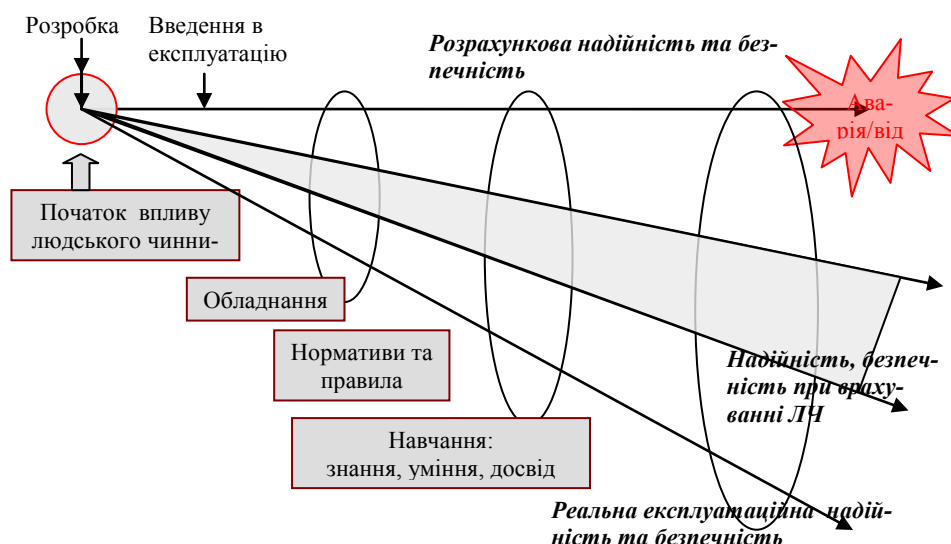 Розробка
Введення в
експлуатацію
Розрахункова надійність та без-
печність
Ава-
рія/від
Початок впливу
людського чинни-
Обладнання
Нормативи та
правила
Надійність, безпеч-
ність при враху-
ванні ЛЧ
Навчання:
знання, уміння, досвід
Реальна експлуатаційна надій-
ність та безпечність